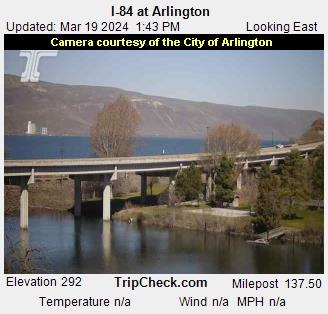 I-84 at Arlington
Updated: Mar 19 2024 1:43 PM Looking East
Camera courtesy of the City of Arlington
Elevation 292 TripCheck.com Milepost 137.50
Temperature n/a Wind n/a MPH n/a